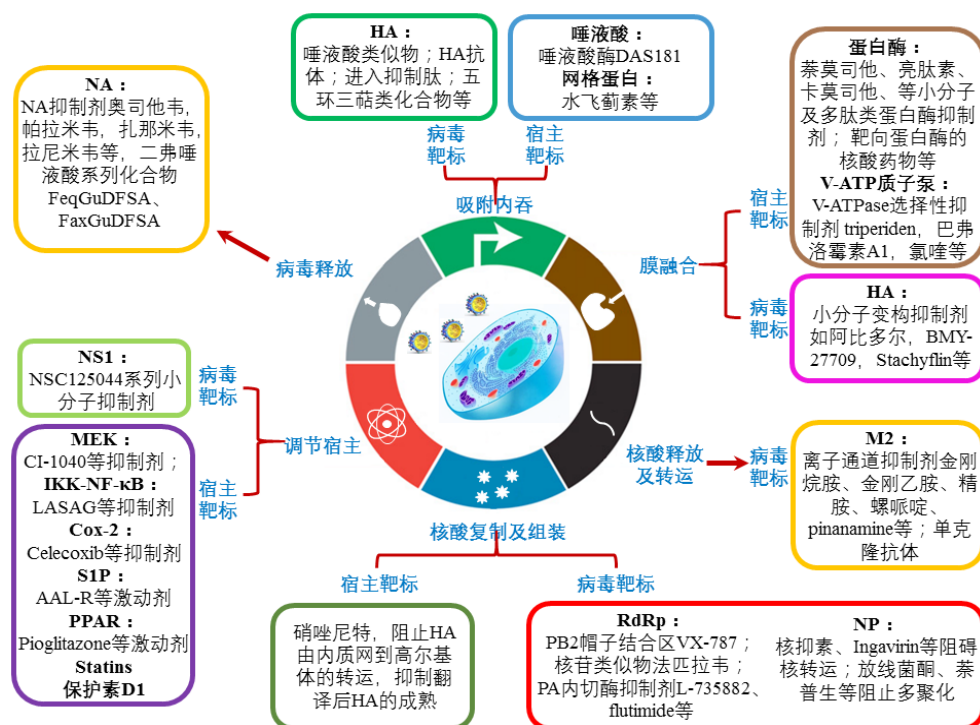 HA：
唾液酸类似物；HA抗
体；进入抑制肽；五
环三萜类化合物等
唾液酸：
唾液酸酶DAS181
网格蛋白：
水飞蓟素等
蛋白酶：
萘莫司他、亮肽素、
卡莫司他、等小分子
及多肽类蛋白酶抑制
剂；靶向蛋白酶的
核酸药物等
V-ATP质子泵：
V-ATPase选择性抑
制剂 triperiden，巴弗
洛霉素A1，氯喹等
NA：
NA抑制剂奥司他韦，
帕拉米韦，扎那米韦，
拉尼米韦等，二弗唾
液酸系列化合物
FeqGuDFSA、
FaxGuDFSA
病毒
靶标
宿主
靶标
吸附内吞
宿主
靶标
膜融合
病毒
靶标
HA：
小分子变构抑制剂
如阿比多尔，BMY-
27709，Stachyflin等
病毒释放
NS1：
NSC125044系列小
分子抑制剂
病毒
靶标
调节宿主
宿主
靶标
MEK：
CI-1040等抑制剂；
IKK-NF-κB：
LASAG等抑制剂
Cox-2：
Celecoxib等抑制剂
S1P：
AAL-R等激动剂
PPAR：
Pioglitazone等激动剂
Statins
保护素D1
核酸释放
及转运
病毒
靶标
M2：
离子通道抑制剂金刚
烷胺、金刚乙胺、精
胺、螺哌啶、
pinanamine等；单克
隆抗体
核酸复制及组装
宿主靶标
病毒靶标
硝唑尼特，阻止HA
由内质网到高尔基
体的转运，抑制翻
译后HA的成熟
RdRp：
PB2帽子结合区VX-787；
核苷类似物法匹拉韦；
PA内切酶抑制剂L-735882、
flutimide等
NP：
核抑素、Ingavirin等阻碍
核转运；放线菌酮、萘
普生等阻止多聚化